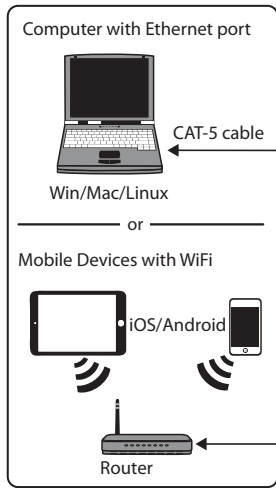 Computer with Ethernet port
CAT-5 cable
Win/Mac/Linux
or
Mobile Devices with WiFi
iOS/Android
Router